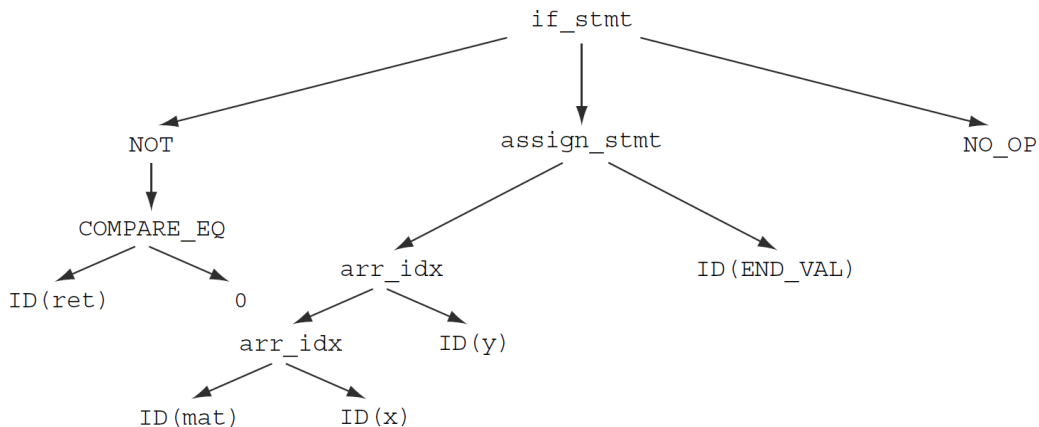 if_stmt
NOT
assign_stmt
NO_OP
COMPARE_EQ
arr_idx
ID(END_VAL)
ID(ret)
0
arr_idx
ID(y)
ID(mat)
ID(x)